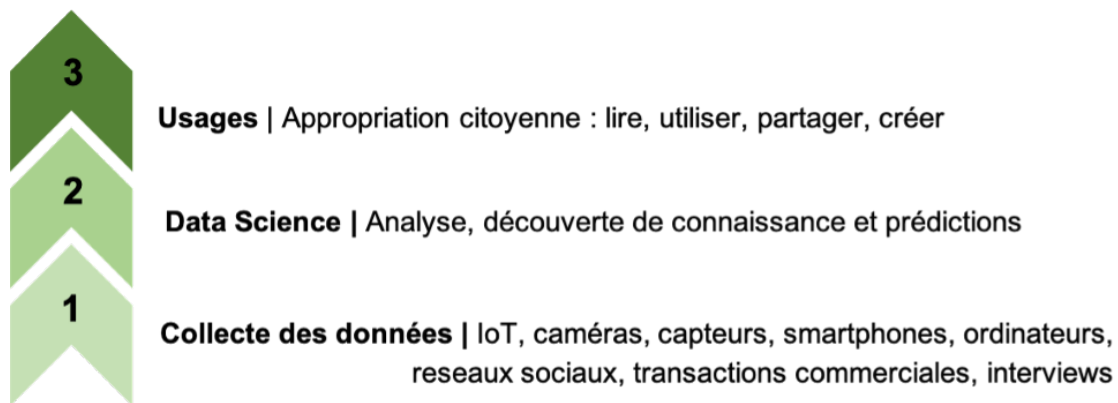 3
Usages | Appropriation citoyenne : lire, utiliser, partager, créer
2
Data Science | Analyse, découverte de connaissance et prédictions
1
Collecte des données | IoT, caméras, capteurs, smartphones, ordinateurs,
reseaux sociaux, transactions commerciales, interviews